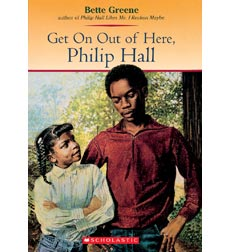 Bette Greene
author of Philip Hall Likes Me. I Reckon Maybe
Get On Out of Here,
Philip Hall
SCHOLASTIC